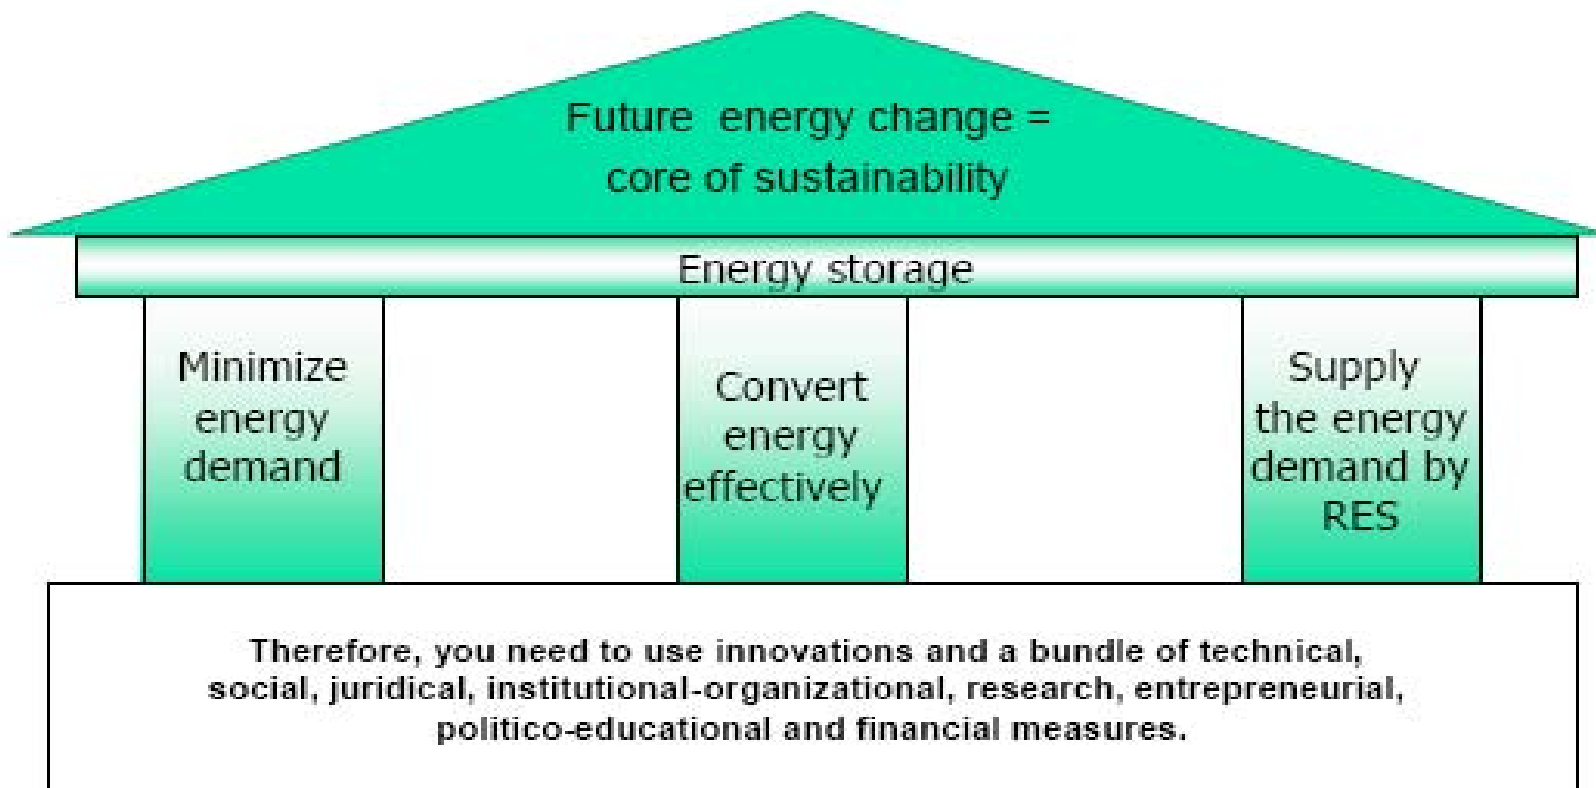 Future energy change =
core of sustainability
Energy storage
Minimize
energy
demand
Convert
energy
effectively
Supply
the energy
demand by
RES
Therefore, you need to use innovations and a bundle of technical,
social, juridical, institutional-organizational, research, entrepreneurial,
politico-educational and financial measures.